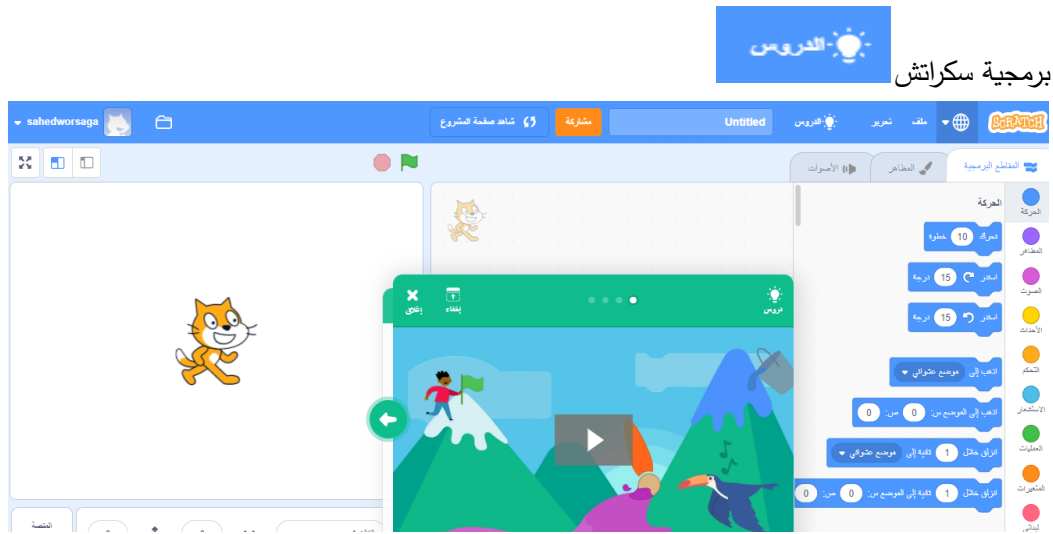 الدروس
برمجية سكراتش
SCRATCH ملف تحرير الدروس Untitled مشاركة شاهد صفحة المشروع sahedworsaga
المقاطع البرمجية المظاهر الأصوات
الحركة
الحركة
تحرك 10 خطوة
المظاهر
استدر 15 درجة
الصوت
استدر 15 درجة
الأحداث
اذهب إلى موضع عشوائي
التحكم
اذهب إلى الموضع س: 0 ص: 0
الاستشعار
انزلق خلال 1 ثانية إلى موضع عشوائي
العمليات
انزلق خلال 1 ثانية إلى الموضع س: 0 ص: 0
المتغيرات
لبناتي
دروس إخفاء إغلاق
المنصة